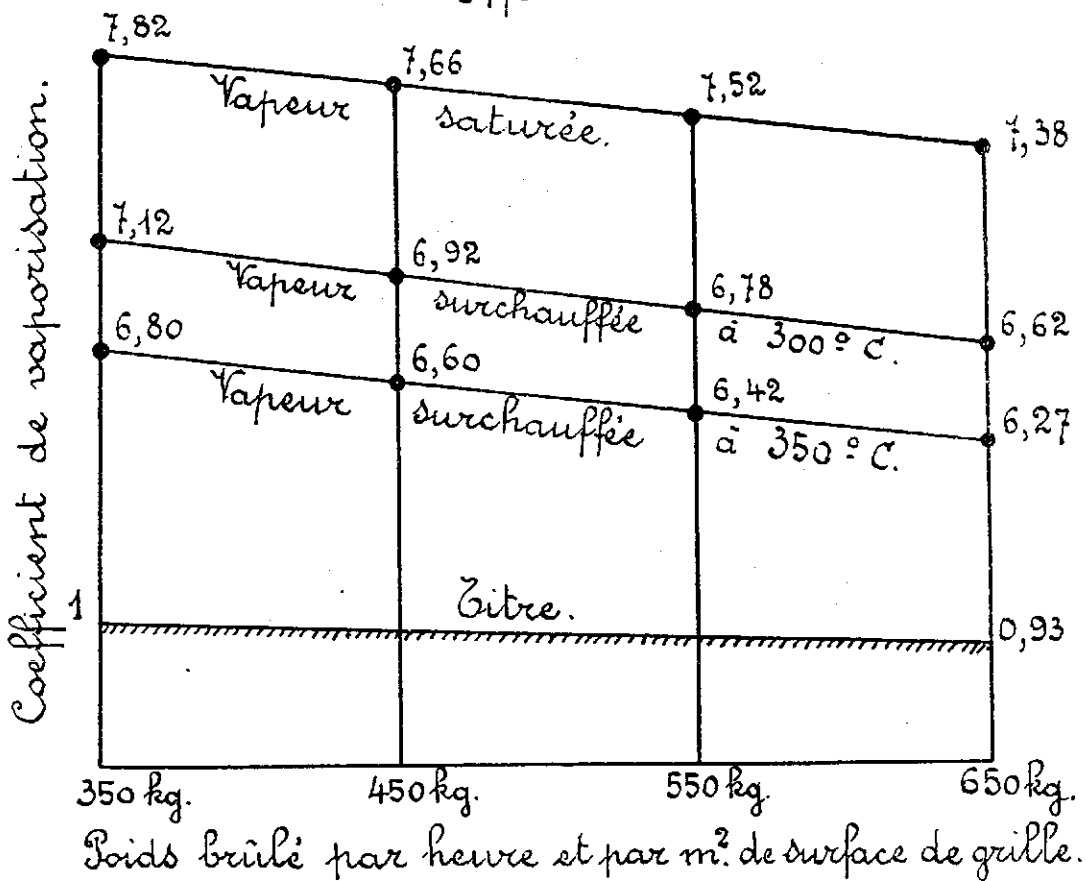 7,82
7,66
7,52
7,38
Vapeur saturée.
7,12
6,92
6,78
6,62
Vapeur surchauffée à 300° C.
6,80
6,60
6,42
6,27
Vapeur surchauffée à 350° C.
Coefficient de vaporisation.
1
Titre.
0,93
350 kg. 450 kg. 550 kg. 650 kg.
Poids brûlé par heure et par m². de surface de grille.